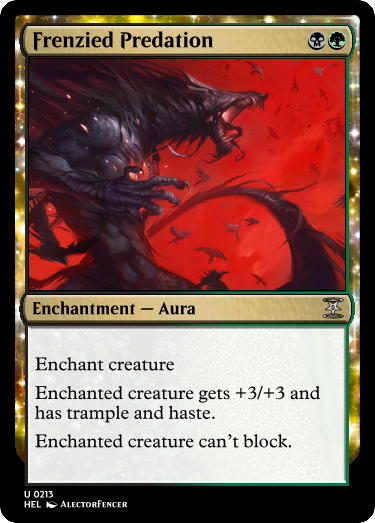 Frenzied Predation
Enchantment — Aura
Enchant creature
Enchanted creature gets +3/+3 and
has trample and haste.
Enchanted creature can't block.
U 0213
HEL AlectorFencer